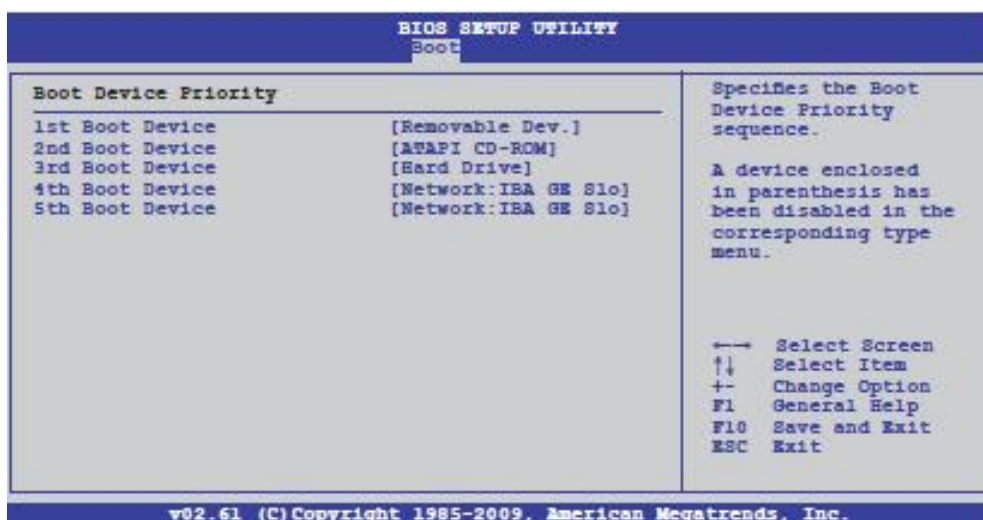 BIOS SETUP UTILITY
Boot
Boot Device Priority
1st Boot Device [Removable Dev.]
2nd Boot Device [ATAPI CD-ROM]
3rd Boot Device [Hard Drive]
4th Boot Device [Network:IBA GE Slo]
5th Boot Device [Network:IBA GE Slo]
Specifies the Boot
Device Priority
sequence.
A device enclosed
in parenthesis has
been disabled in the
corresponding type
menu.
←→ Select Screen
↑↓ Select Item
+- Change Option
F1 General Help
F10 Save and Exit
ESC Exit
v02.61 (C)Copyright 1985-2009, American Megatrends, Inc.